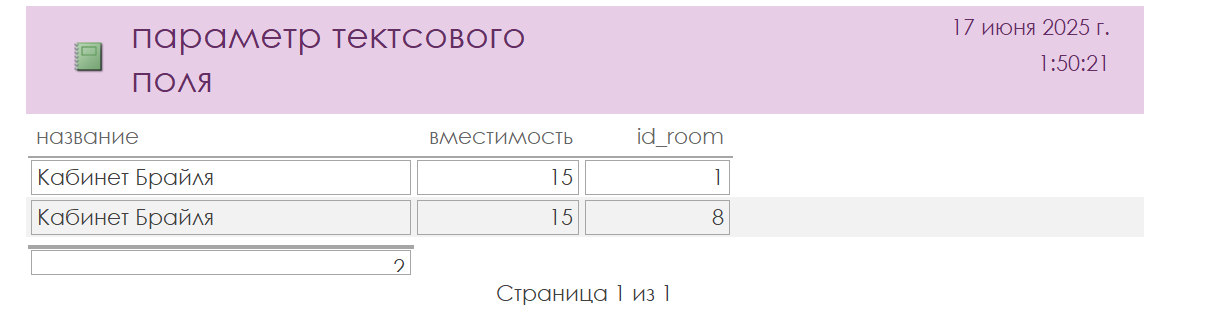 параметр тектсового
поля
17 июня 2025 г.
1:50:21
название вместимость id_room
Кабинет Брайля 15 1
Кабинет Брайля 15 8
2
Страница 1 из 1